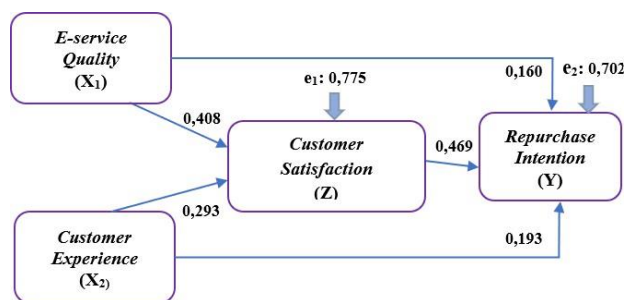 E-service
Quality
(X₁)
e₁: 0,775
0,160
e₂: 0,702
0,408
Customer
Satisfaction
(Z)
0,469
Repurchase
Intention
(Y)
0,293
Customer
Experience
(X₂)
0,193